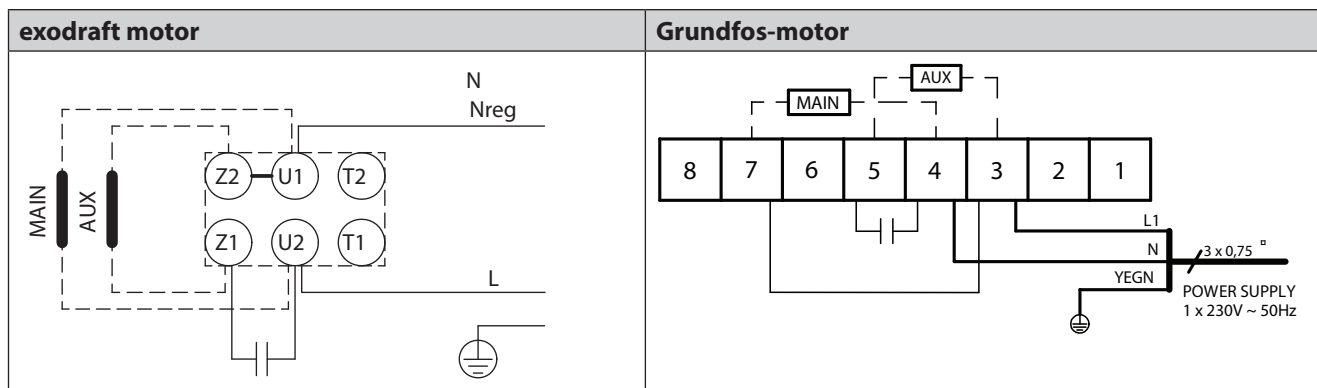 exodraft motor
N
Nreg
MAIN
AUX
Z2
U1
T2
Z1
U2
T1
L
Grundfos-motor
AUX
MAIN
8 7 6 5 4 3 2 1
L1
N
3 x 0,75 □
YEGN
POWER SUPPLY
1 x 230V ~ 50Hz